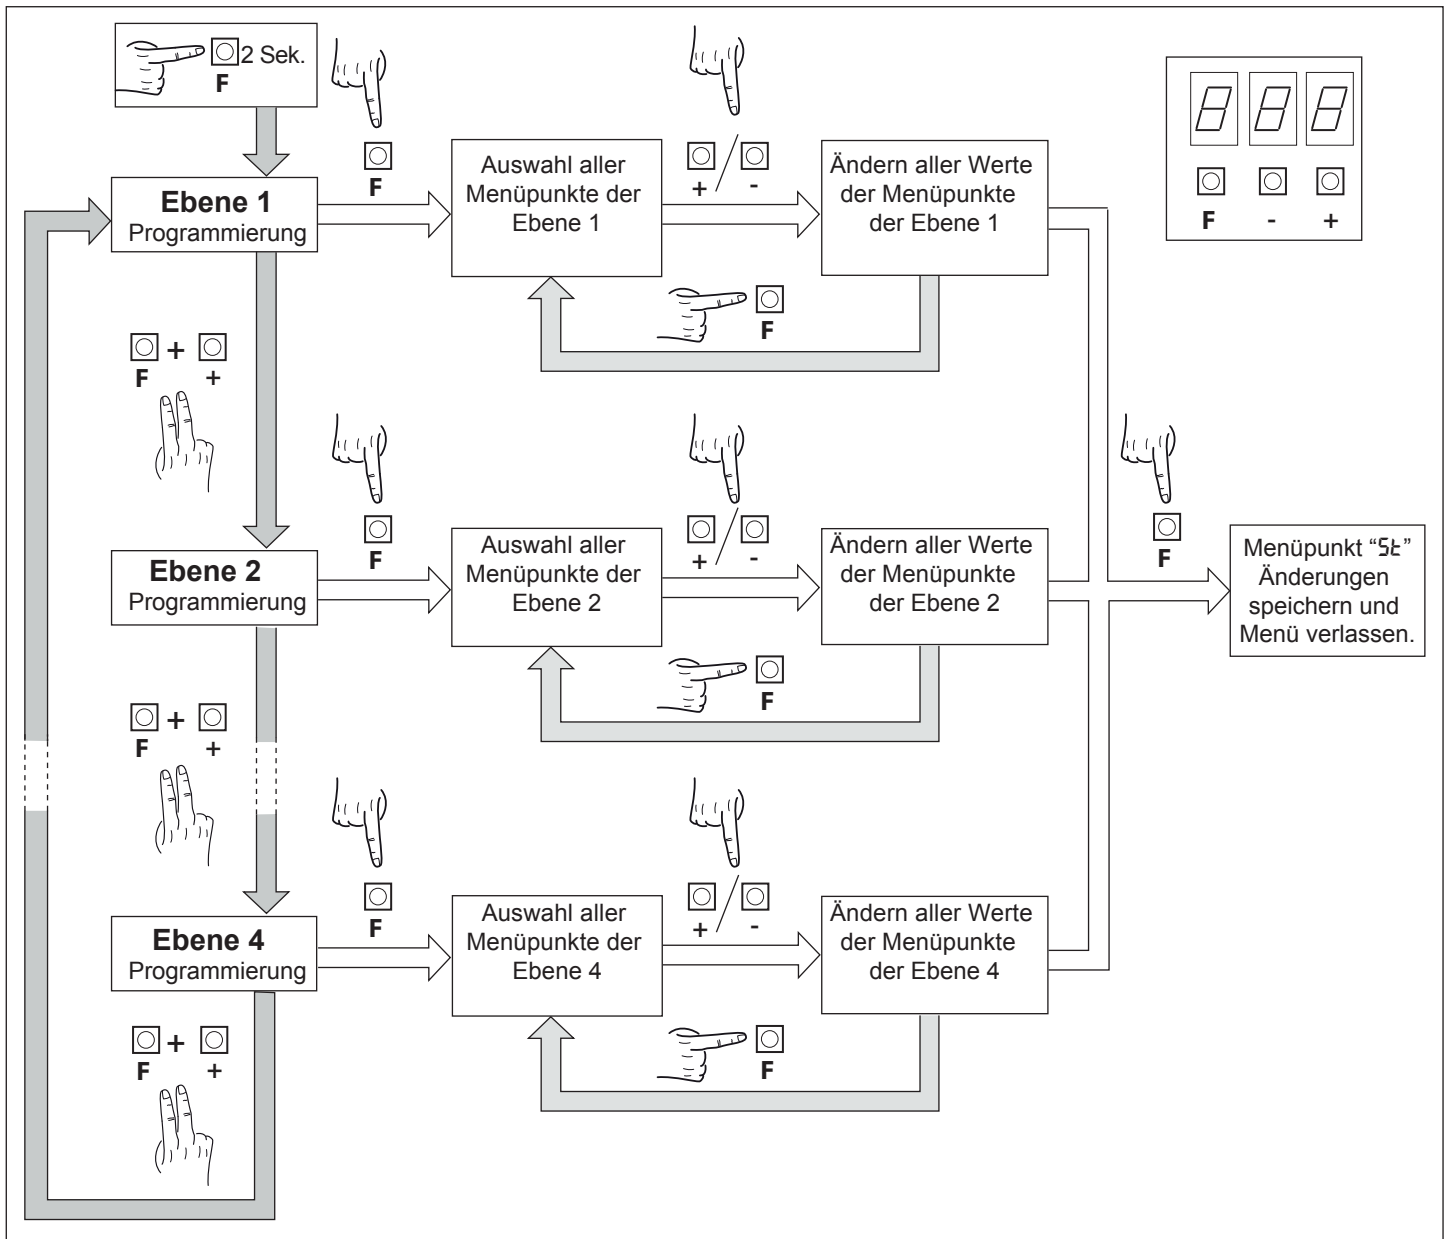 2 Sek.
F
F
+ / -
F - +
Ebene 1
Programmierung
Auswahl aller
Menüpunkte der
Ebene 1
Ändern aller Werte
der Menüpunkte
der Ebene 1
F
+
F +
F
+ / -
F
Ebene 2
Programmierung
Auswahl aller
Menüpunkte der
Ebene 2
Ändern aller Werte
der Menüpunkte
der Ebene 2
Menüpunkt “St”
Änderungen
speichern und
Menü verlassen.
F
+
F +
F
+ / -
Ebene 4
Programmierung
Auswahl aller
Menüpunkte der
Ebene 4
Ändern aller Werte
der Menüpunkte
der Ebene 4
F
+
F +